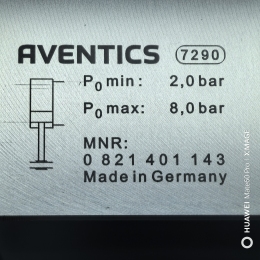 AVENTICS 7290
P₀ min: 2,0 bar
P₀ max: 8,0 bar
MNR:
0 821 401 143
Made in Germany
HUAWEI Mate60 Pro | XMAGE